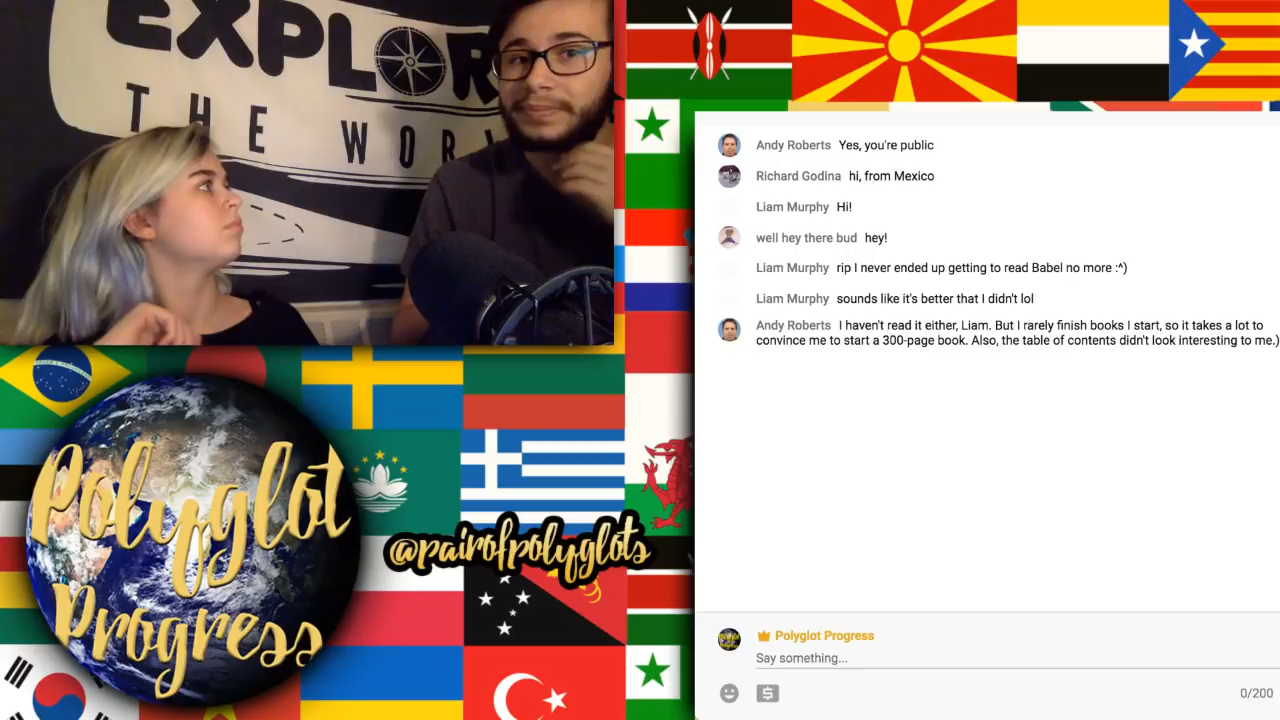 EXPLOR
THE WOR
Andy Roberts Yes, you're public
Richard Godina hi, from Mexico
Liam Murphy Hi!
well hey there bud hey!
Liam Murphy rip I never ended up getting to read Babel no more :^)
Liam Murphy sounds like it's better that I didn't lol
Andy Roberts I haven't read it either, Liam. But I rarely finish books I start, so it takes a lot to
convince me to start a 300-page book. Also, the table of contents didn't look interesting to me.)
Polyglot
Progress
@pairofpolyglots
Polyglot Progress
Say something...
0/200